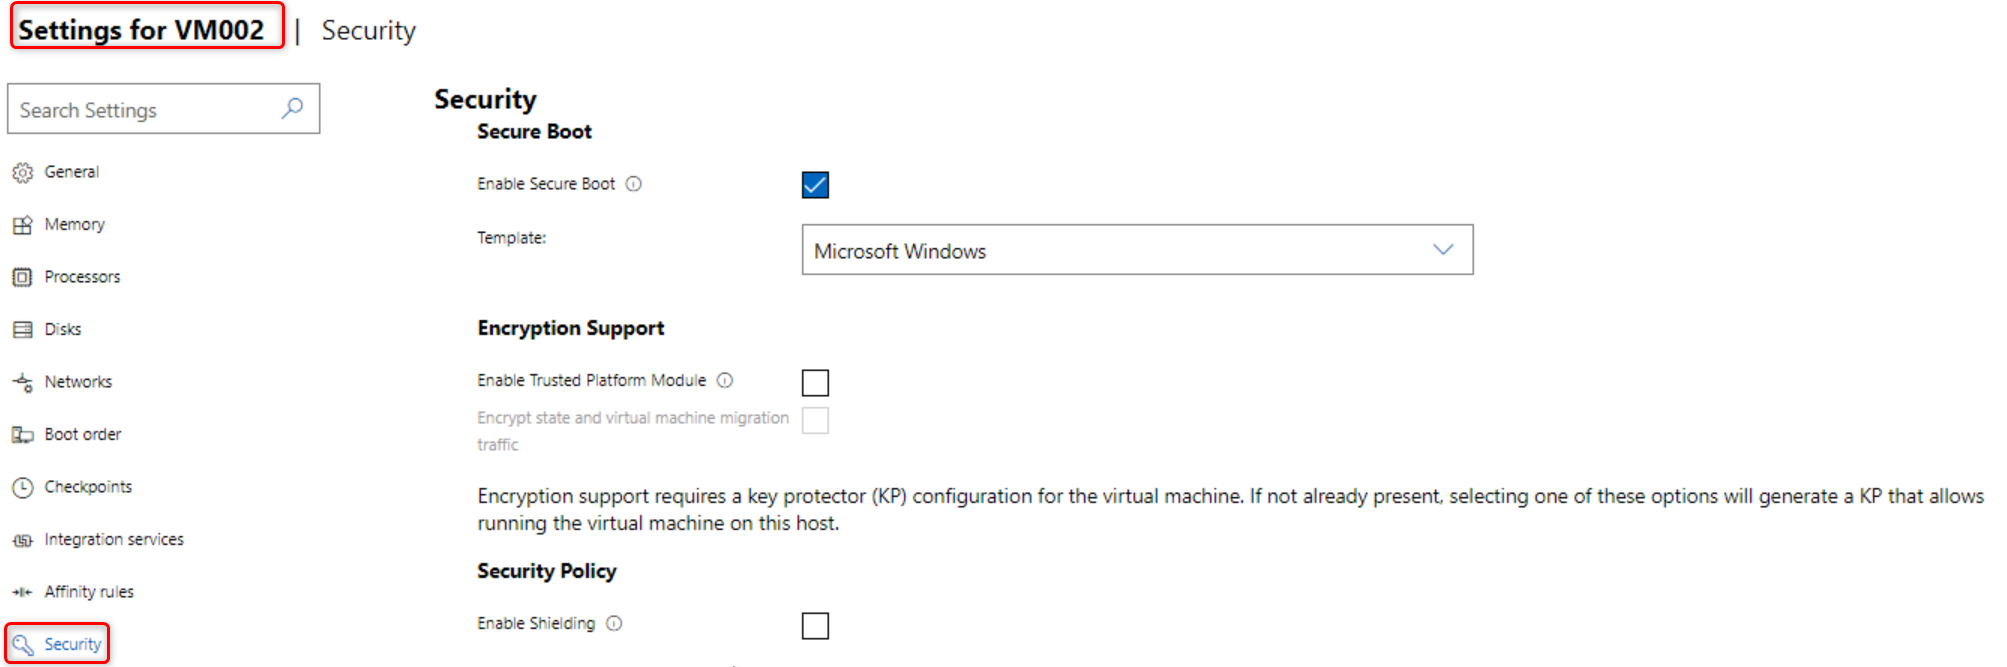 Settings for VM002 | Security
Search Settings
General
Memory
Processors
Disks
Networks
Boot order
Checkpoints
Integration services
Affinity rules
Security
Security
Secure Boot
Enable Secure Boot
Template:
Microsoft Windows
Encryption Support
Enable Trusted Platform Module
Encrypt state and virtual machine migration
traffic
Encryption support requires a key protector (KP) configuration for the virtual machine. If not already present, selecting one of these options will generate a KP that allows
running the virtual machine on this host.
Security Policy
Enable Shielding